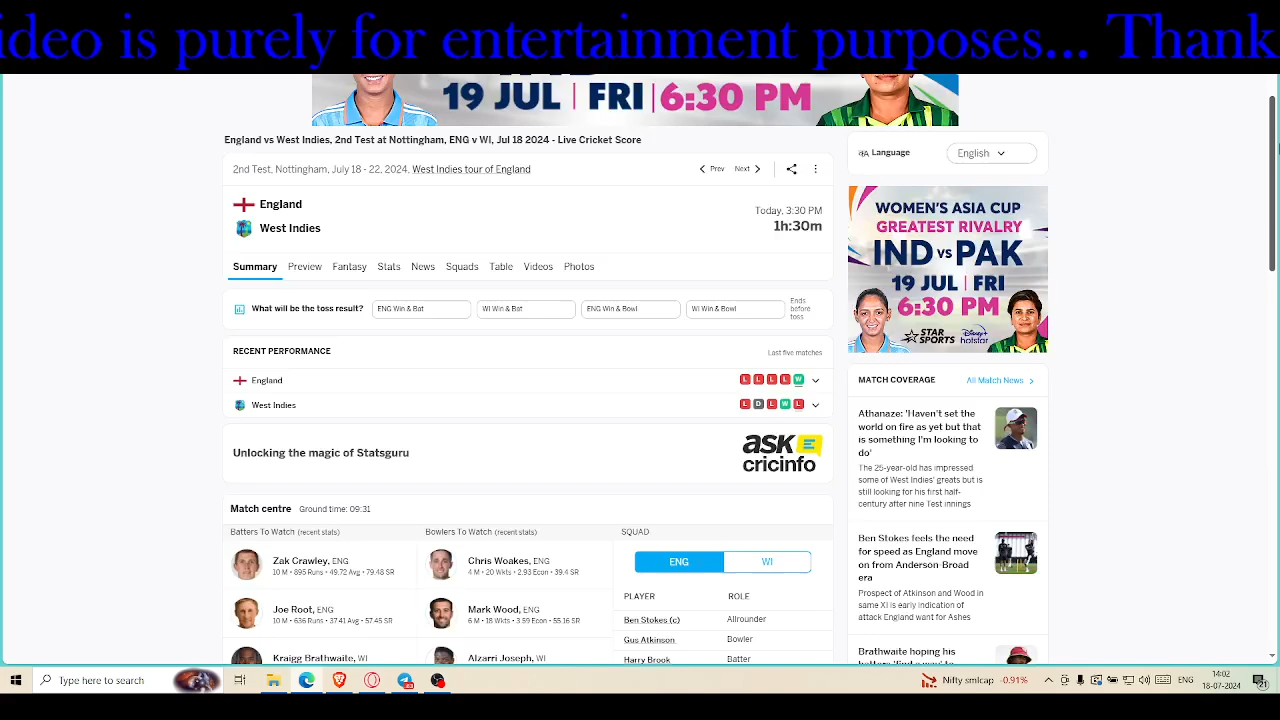 ideo is purely for entertainment purposes... Thank
19 JUL | FRI | 6:30 PM
England vs West Indies, 2nd Test at Nottingham, ENG v WI, Jul 18 2024 - Live Cricket Score
2nd Test, Nottingham, July 18 - 22, 2024, West Indies tour of England
Prev Next
England
West Indies
Today, 3:30 PM
1h:30m
Summary Preview Fantasy Stats News Squads Table Videos Photos
What will be the toss result?
ENG Win & Bat
WI Win & Bat
ENG Win & Bowl
WI Win & Bowl
Ends
before
toss
RECENT PERFORMANCE
Last five matches
England L L L L W
West Indies L D L W L
Unlocking the magic of Statsguru
ask
cricinfo
Match centre Ground time: 09:31
Batters To Watch (recent stats)
Zak Crawley, ENG
10 M • 895 Runs • 49.72 Avg • 79.48 SR
Joe Root, ENG
10 M • 636 Runs • 37.41 Avg • 57.45 SR
Kraigg Brathwaite, WI
Bowlers To Watch (recent stats)
Chris Woakes, ENG
4 M • 20 Wkts • 2.93 Econ • 39.4 SR
Mark Wood, ENG
6 M • 18 Wkts • 3.59 Econ • 55.16 SR
Alzarri Joseph, WI
SQUAD
ENG WI
PLAYER ROLE
Ben Stokes (c) Allrounder
Gus Atkinson Bowler
Harry Brook Batter
Language
English
WOMEN'S ASIA CUP
GREATEST RIVALRY
IND VS PAK
19 JUL | FRI
6:30 PM
STAR
SPORTS
Disney+
hotstar
MATCH COVERAGE
All Match News
Athanaze: 'Haven't set the
world on fire as yet but that
is something I'm looking to
do'
The 25-year-old has impressed
some of West Indies' greats but is
still looking for his first half-
century after nine Test innings
Ben Stokes feels the need
for speed as England move
on from Anderson-Broad
era
Prospect of Atkinson and Wood in
same XI is early indication of
attack England want for Ashes
Brathwaite hoping his
Type here to search
Nifty smlcap -0.91%
ENG
14:02
18-07-2024